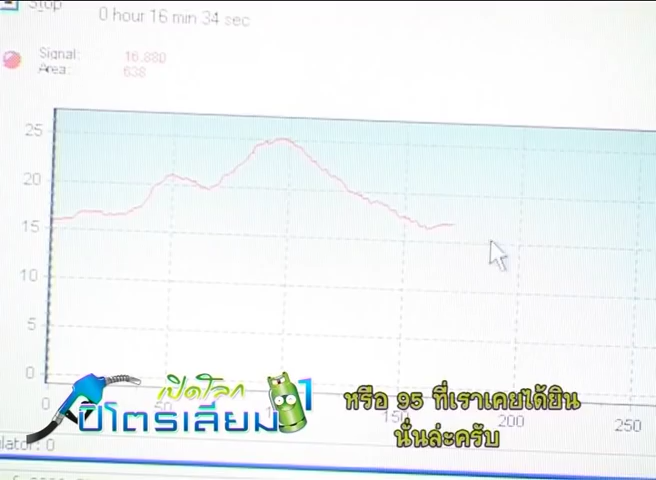 Stop
0 hour 16 min 34 sec
Signal: 16.880
Area: 638
25
20
15
10
5
0
0
200
250
เปิดโลก
ปิโตรเลียม 1
หรือ 95 ที่เราเคยได้ยิน
นั่นล่ะครับ